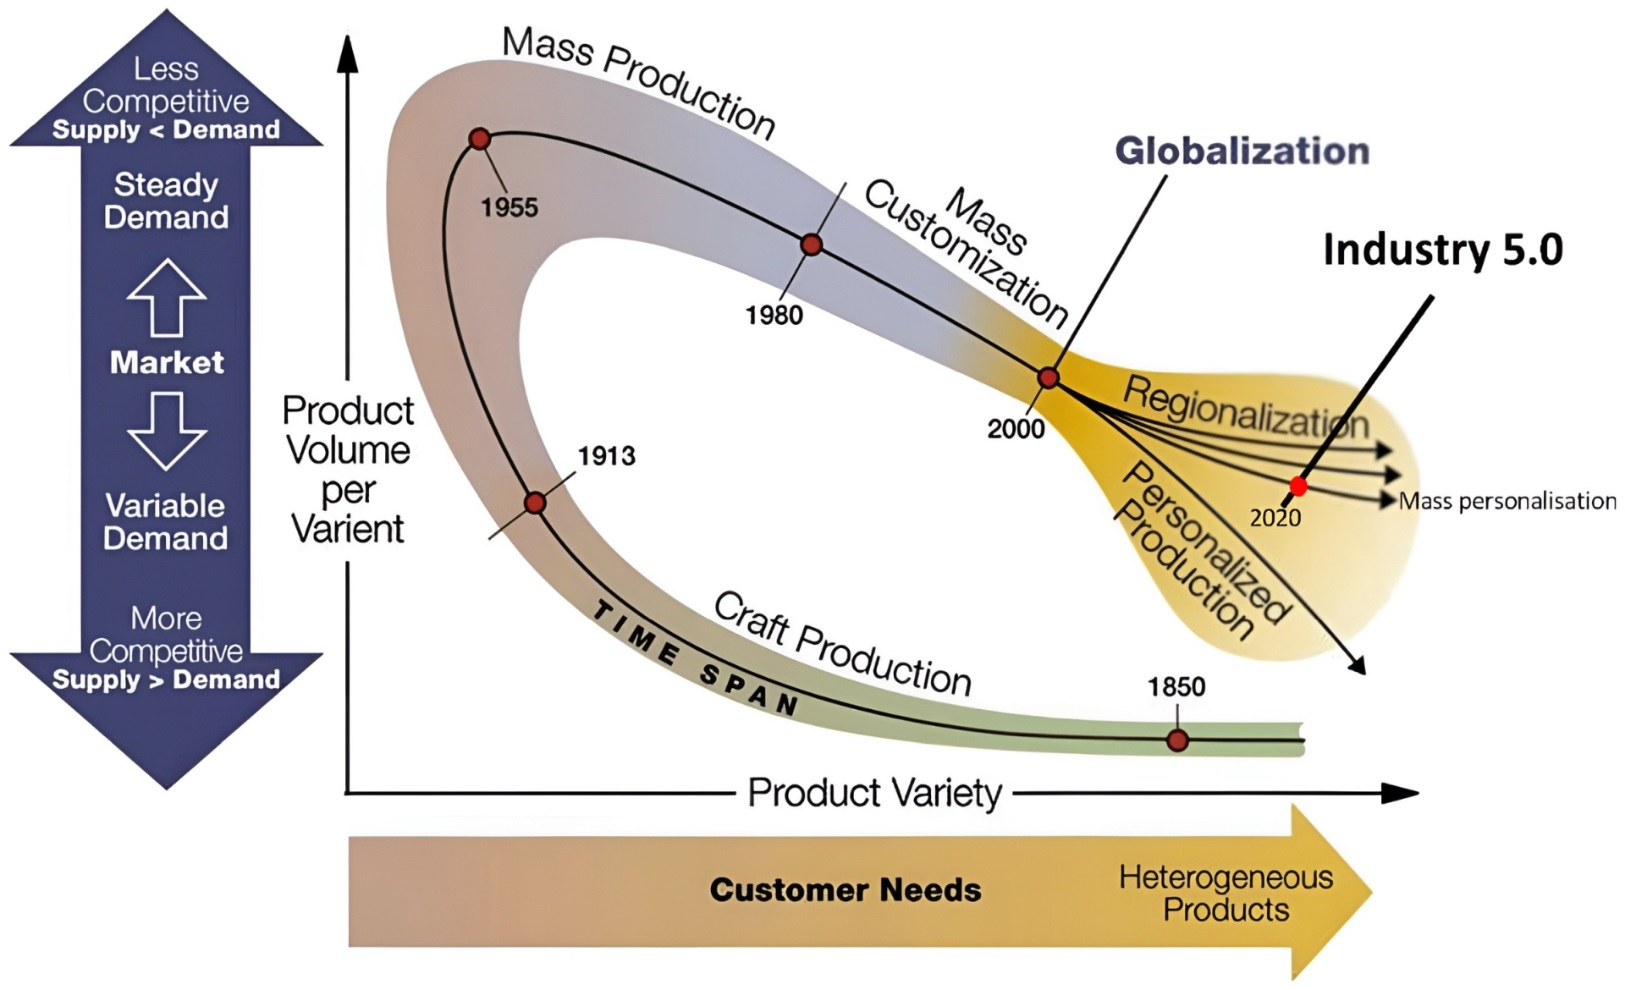 Less
Competitive
Supply < Demand
Steady
Demand
Market
Variable
Demand
More
Competitive
Supply > Demand
Product
Volume
per
Varient
Mass Production
1955
1980
Mass
Customization
Globalization
Industry 5.0
2000
Regionalization
Mass personalisation
2020
Personalized
Production
1913
TIME SPAN
Craft Production
1850
Product Variety
Customer Needs
Heterogeneous
Products